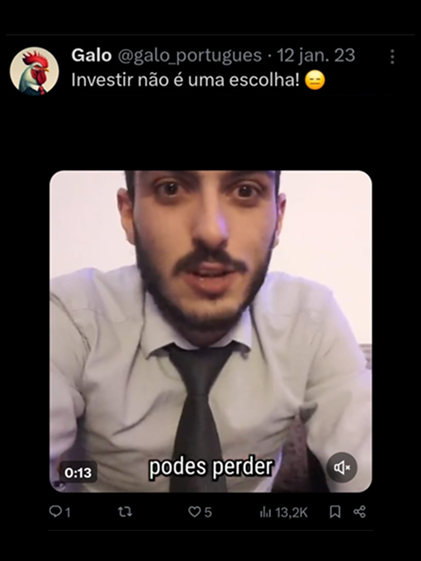 Galo @galo_portugues · 12 jan. 23
Investir não é uma escolha! 😑
podes perder
0:13
1
5
13,2K